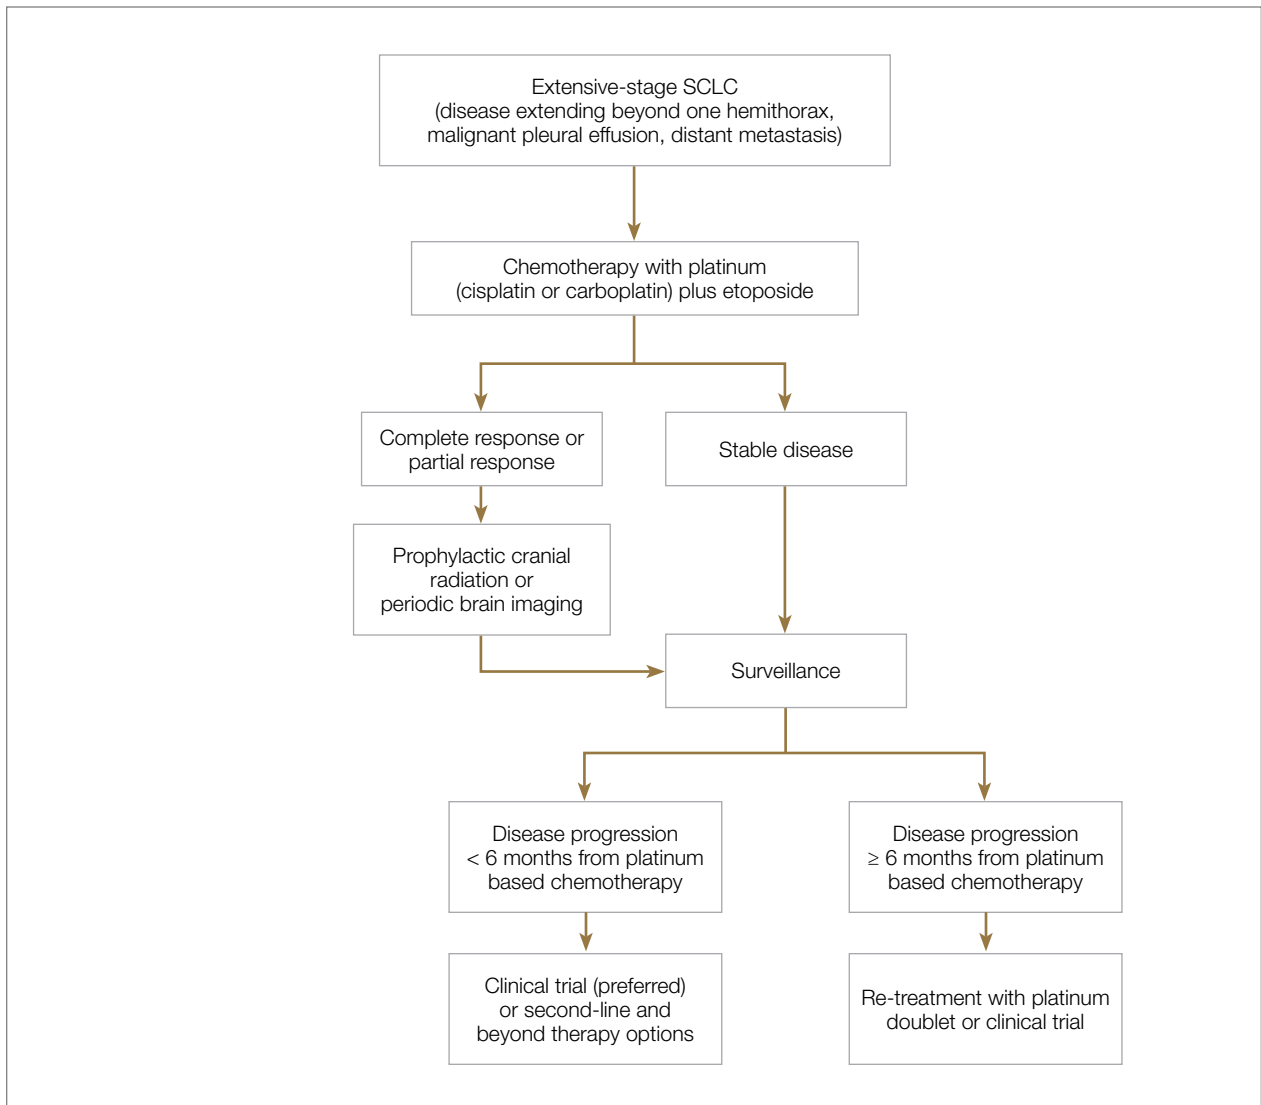 Extensive-stage SCLC
(disease extending beyond one hemithorax,
malignant pleural effusion, distant metastasis)
Chemotherapy with platinum
(cisplatin or carboplatin) plus etoposide
Complete response or
partial response
Stable disease
Prophylactic cranial
radiation or
periodic brain imaging
Surveillance
Disease progression
< 6 months from platinum
based chemotherapy
Disease progression
≥ 6 months from platinum
based chemotherapy
Clinical trial (preferred)
or second-line and
beyond therapy options
Re-treatment with platinum
doublet or clinical trial